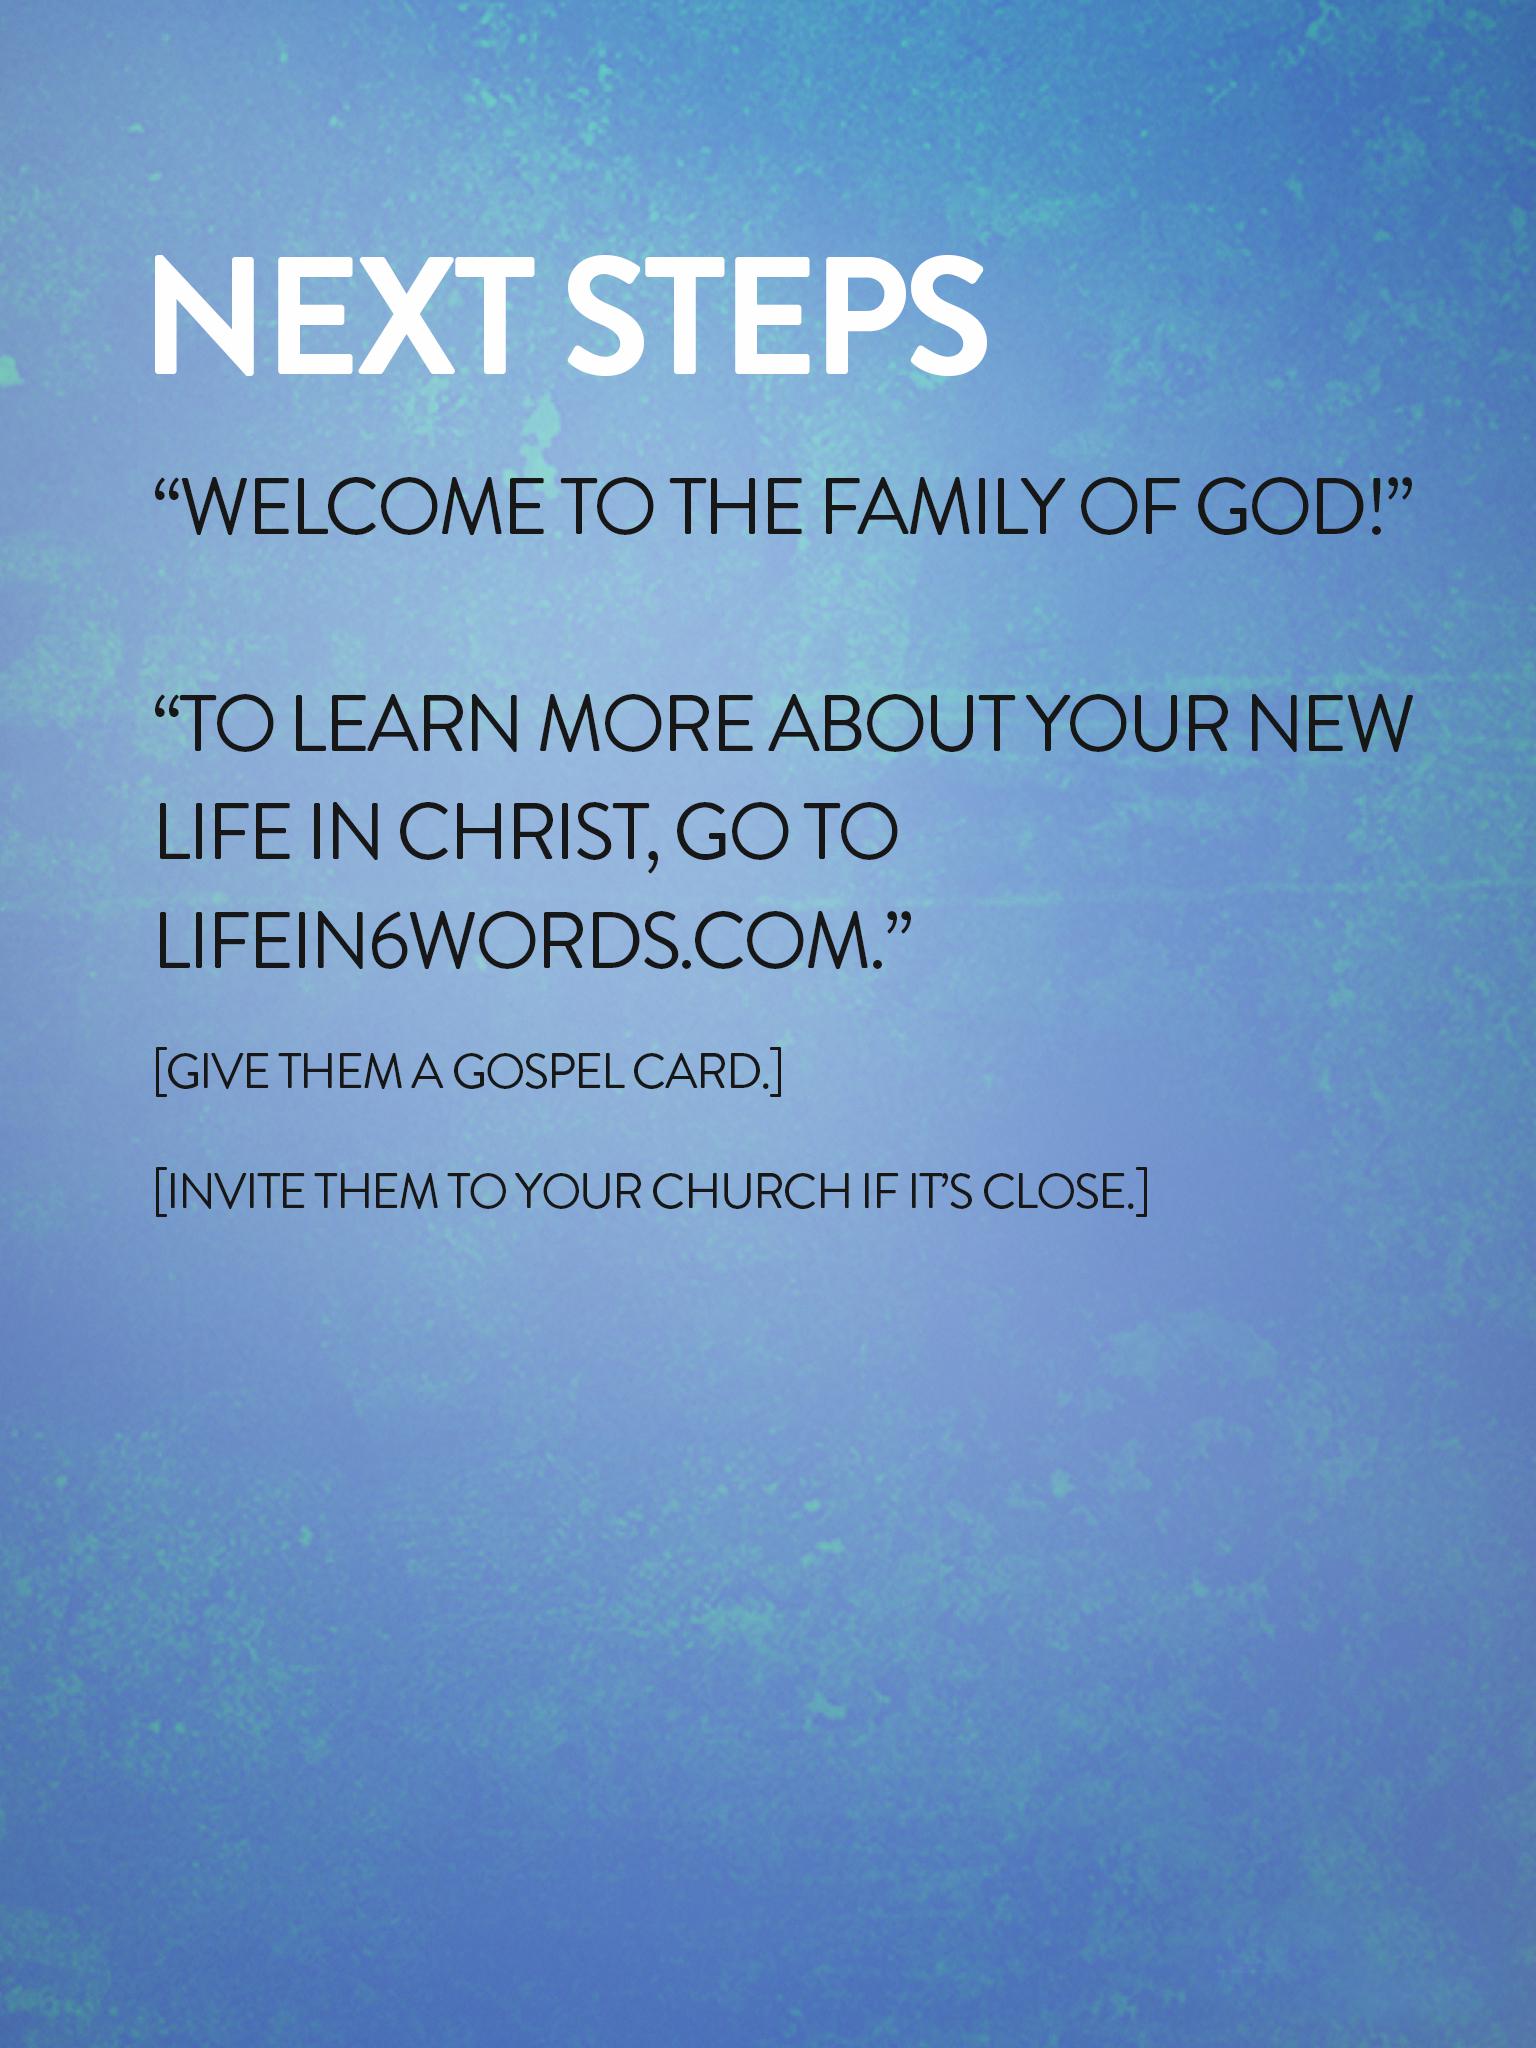 NEXT STEPS
“WELCOME TO THE FAMILY OF GOD!”
“TO LEARN MORE ABOUT YOUR NEW
LIFE IN CHRIST, GO TO
LIFEIN6WORDS.COM.”
[GIVE THEM A GOSPEL CARD.]
[INVITE THEM TO YOUR CHURCH IF IT’S CLOSE.]